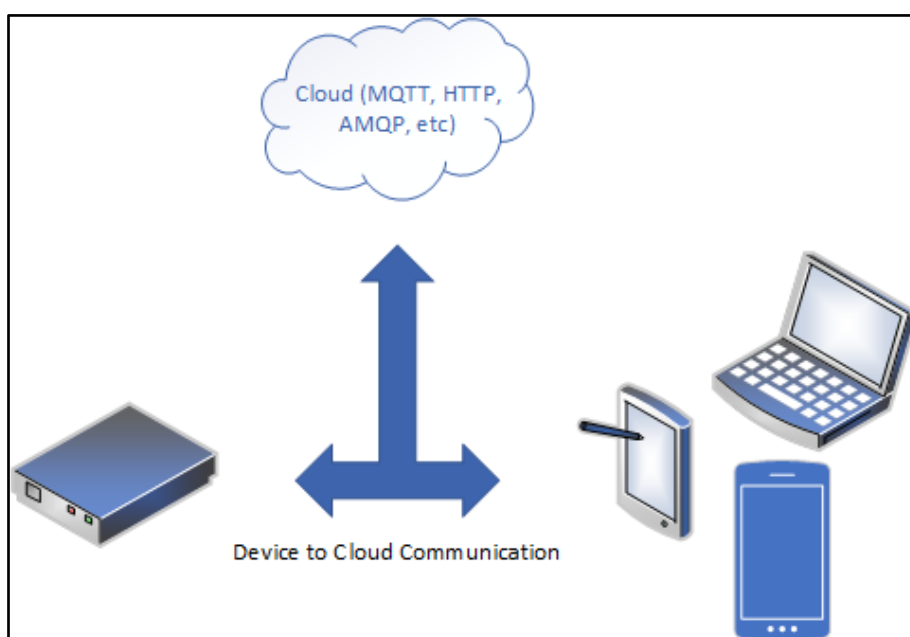 Cloud (MQTT, HTTP,
AMQP, etc)
Device to Cloud Communication